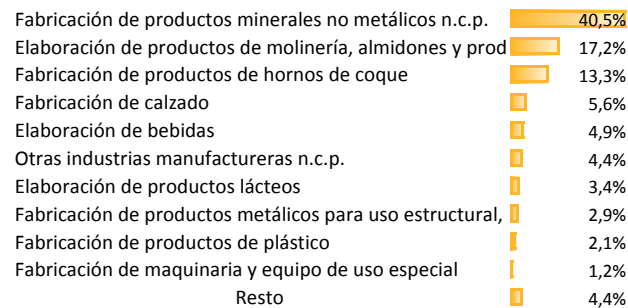 Fabricación de productos minerales no metálicos n.c.p. 40,5%
Elaboración de productos de molinería, almidones y prod 17,2%
Fabricación de productos de hornos de coque 13,3%
Fabricación de calzado 5,6%
Elaboración de bebidas 4,9%
Otras industrias manufactureras n.c.p. 4,4%
Elaboración de productos lácteos 3,4%
Fabricación de productos metálicos para uso estructural, 2,9%
Fabricación de productos de plástico 2,1%
Fabricación de maquinaria y equipo de uso especial 1,2%
Resto 4,4%